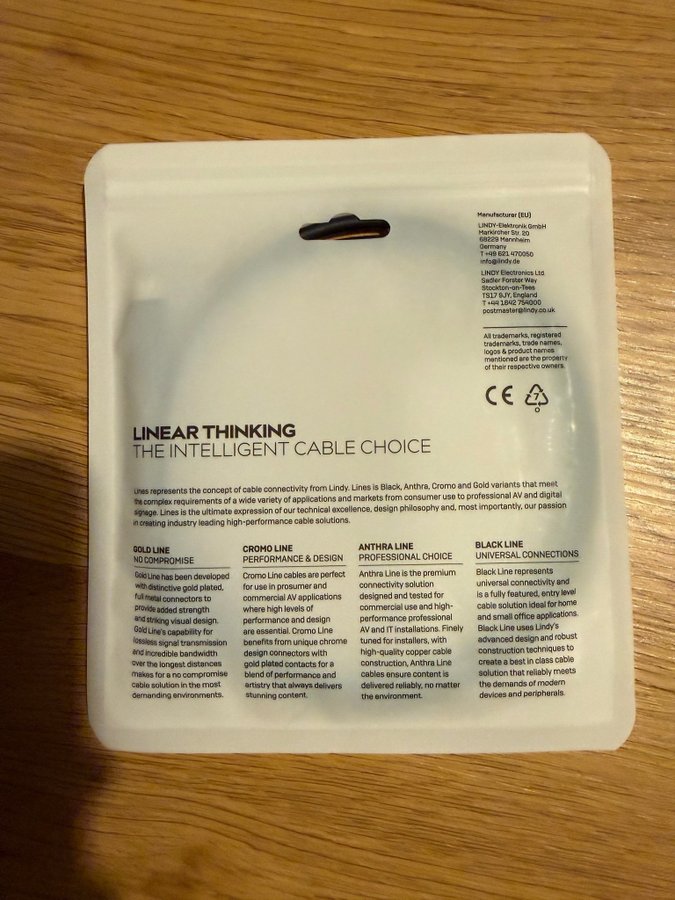 Manufacturer (EU)
LINDY-Elektronik GmbH
Markircher Str. 20
68229 Mannheim
Germany
T +49 621 470050
info@lindy.de
LINDY Electronics Ltd.
Sadler Forster Way
Stockton-on-Tees
TS17 9JY, England
T +44 1642 754000
postmaster@lindy.co.uk
All trademarks, registered
trademarks, trade names,
logos & product names
mentioned are the property
of their respective owners.
CE
7
O
LINEAR THINKING
THE INTELLIGENT CABLE CHOICE
Lines represents the concept of cable connectivity from Lindy. Lines is Black, Anthra, Cromo and Gold variants that meet
the complex requirements of a wide variety of applications and markets from consumer use to professional AV and digital
signage. Lines is the ultimate expression of our technical excellence, design philosophy and, most importantly, our passion
in creating industry leading high-performance cable solutions.
GOLD LINE
NO COMPROMISE
Gold Line has been developed
with distinctive gold plated,
full metal connectors to
provide added strength
and striking visual design.
Gold Line's capability for
lossless signal transmission
and incredible bandwidth
over the longest distances
makes for a no compromise
cable solution in the most
demanding environments.
CROMO LINE
PERFORMANCE & DESIGN
Cromo Line cables are perfect
for use in prosumer and
commercial AV applications
where high levels of
performance and design
are essential. Cromo Line
benefits from unique chrome
design connectors with
gold plated contacts for a
blend of performance and
artistry that always delivers
stunning content.
ANTHRA LINE
PROFESSIONAL CHOICE
Anthra Line is the premium
connectivity solution
designed and tested for
commercial use and high-
performance professional
AV and IT installations. Finely
tuned for installers, with
high-quality copper cable
construction, Anthra Line
cables ensure content is
delivered reliably, no matter
the environment.
BLACK LINE
UNIVERSAL CONNECTIONS
Black Line represents
universal connectivity and
is a fully featured, entry level
cable solution ideal for home
and small office applications.
Black Line uses Lindy's
advanced design and robust
construction techniques to
create a best in class cable
solution that reliably meets
the demands of modern
devices and peripherals.